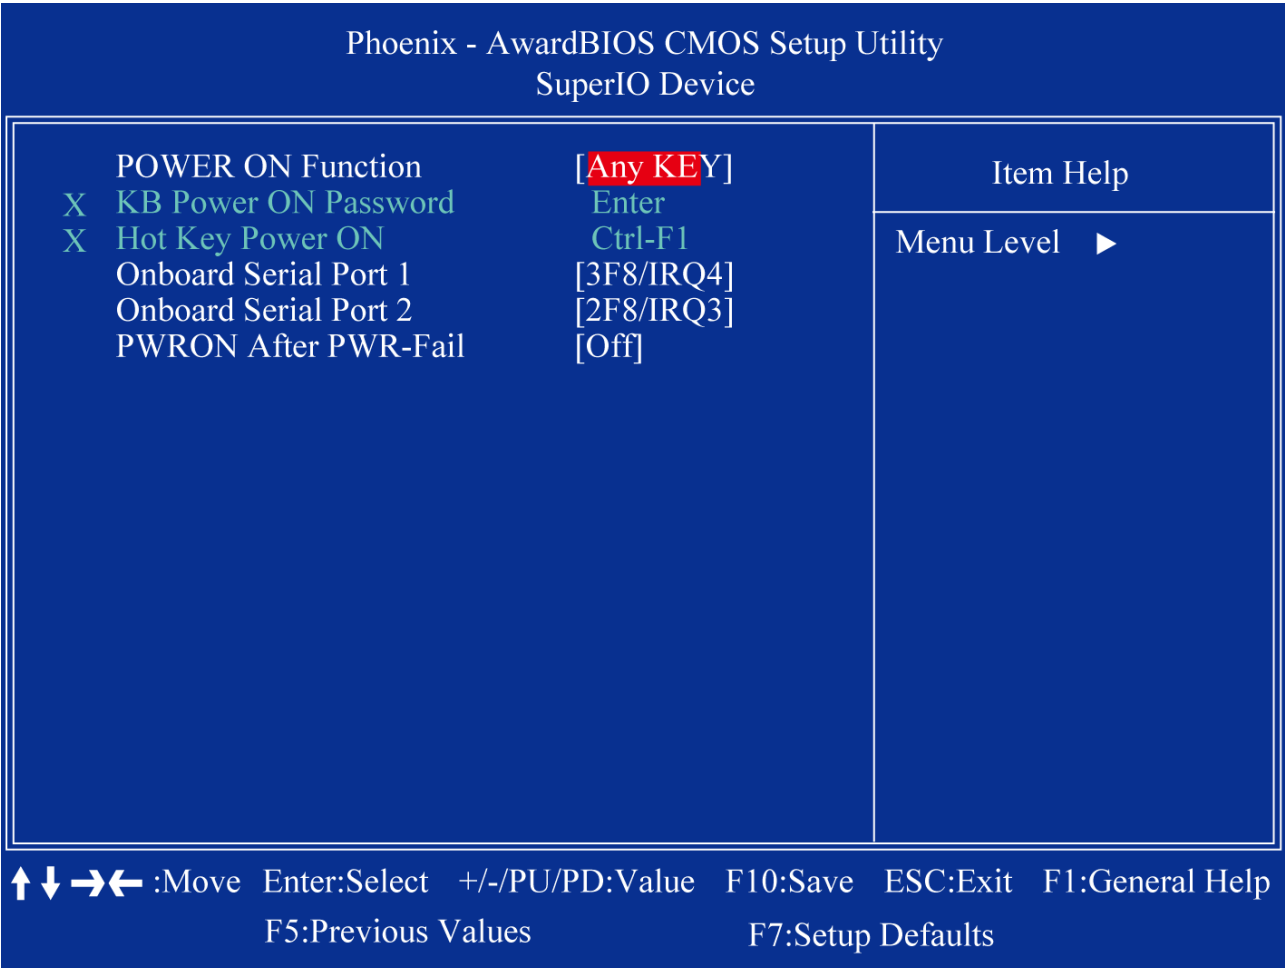 Phoenix - AwardBIOS CMOS Setup Utility
SuperIO Device
POWER ON Function [Any KEY]
X KB Power ON Password Enter
X Hot Key Power ON Ctrl-F1
Onboard Serial Port 1 [3F8/IRQ4]
Onboard Serial Port 2 [2F8/IRQ3]
PWRON After PWR-Fail [Off]
Item Help
Menu Level ▶
↑ ↓ → ← :Move Enter:Select +/-/PU/PD:Value F10:Save ESC:Exit F1:General Help
F5:Previous Values F7:Setup Defaults